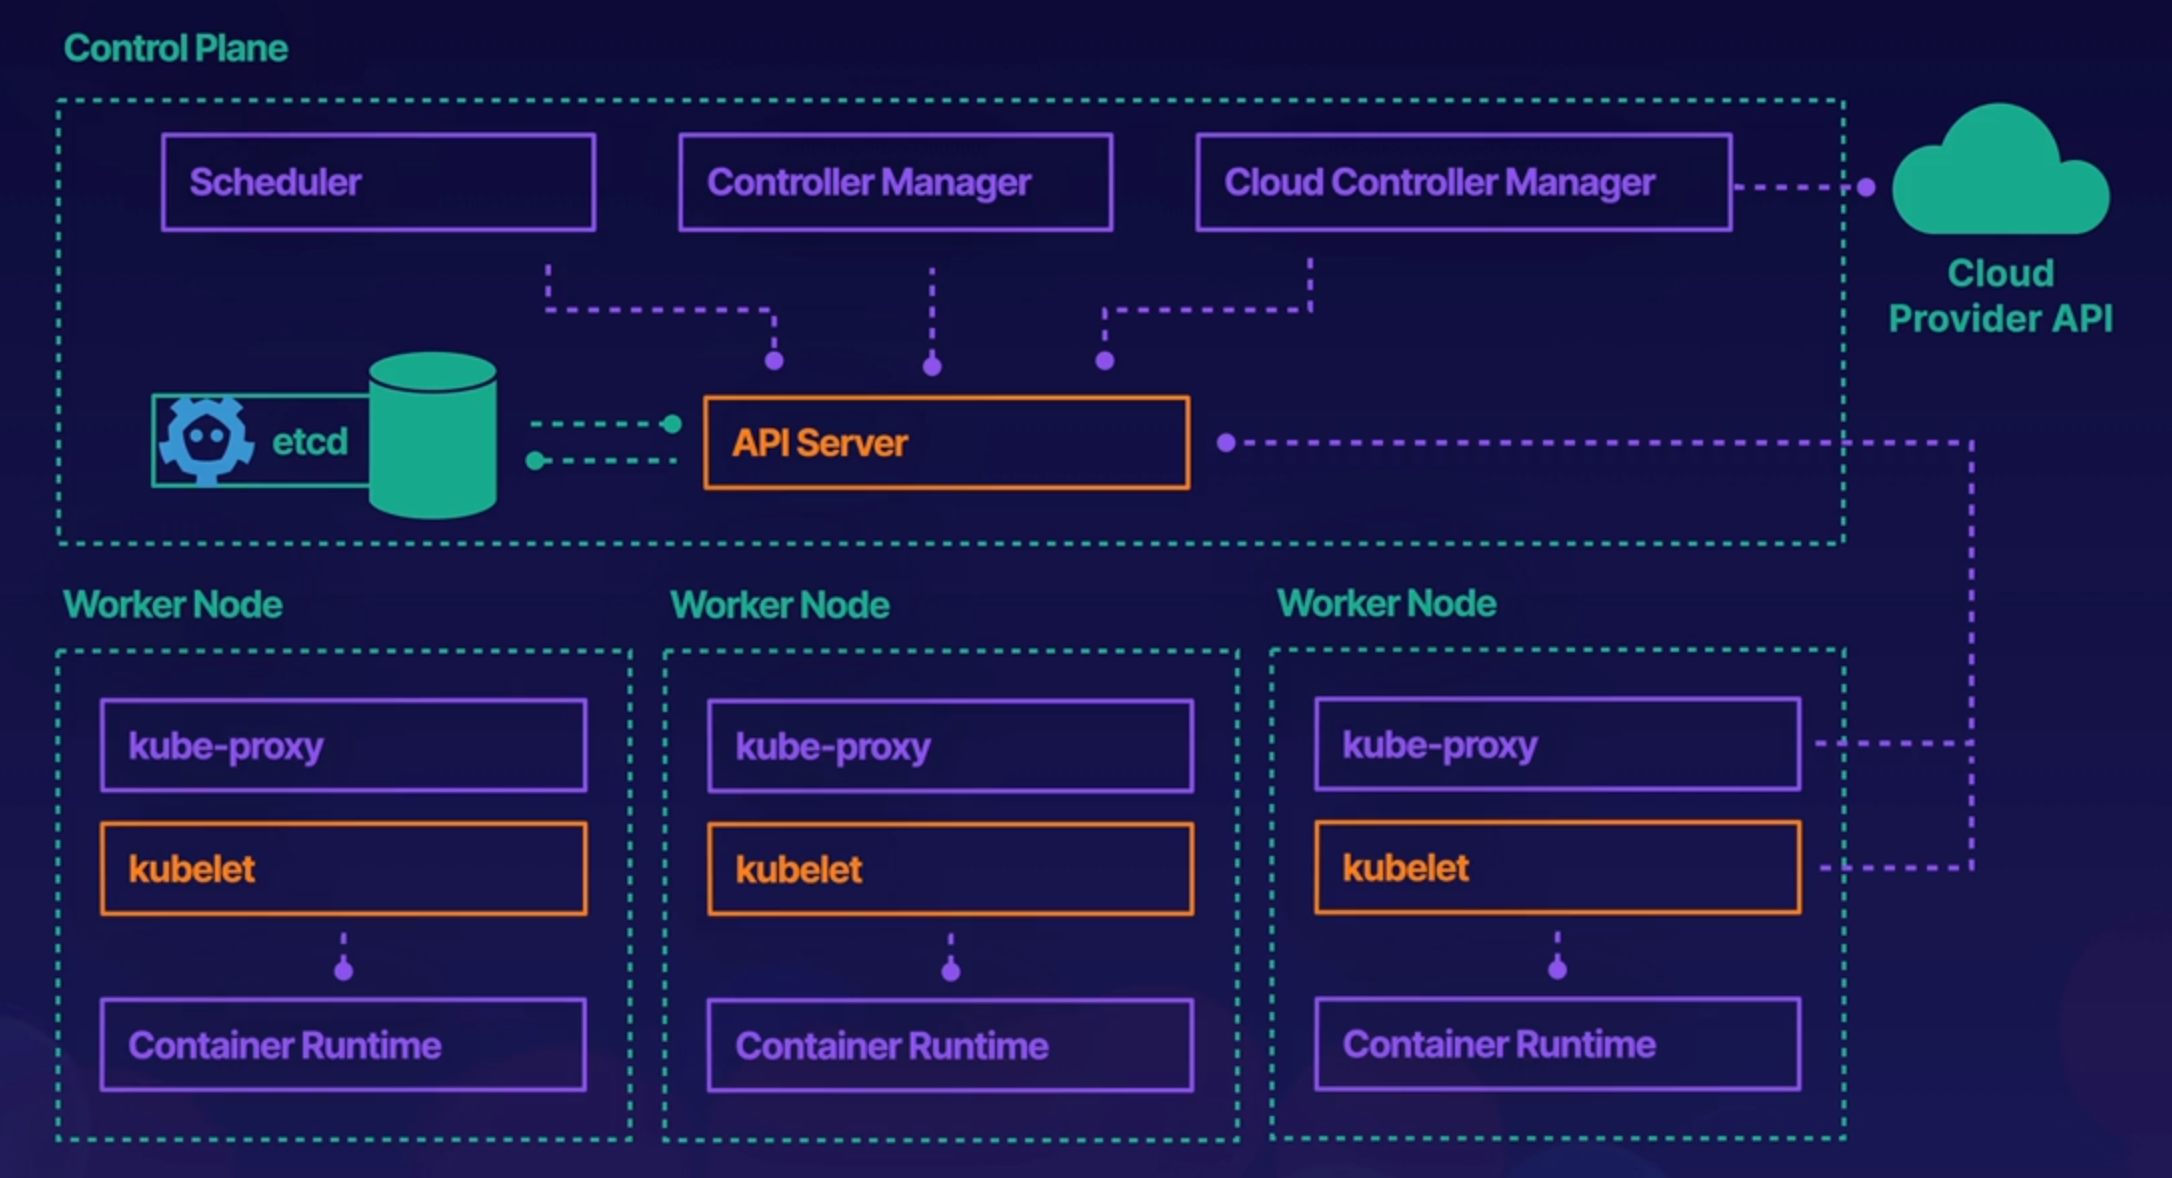 Control Plane
Scheduler
Controller Manager
Cloud Controller Manager
Cloud
Provider API
etcd
API Server
Worker Node
Worker Node
Worker Node
kube-proxy
kube-proxy
kube-proxy
kubelet
kubelet
kubelet
Container Runtime
Container Runtime
Container Runtime